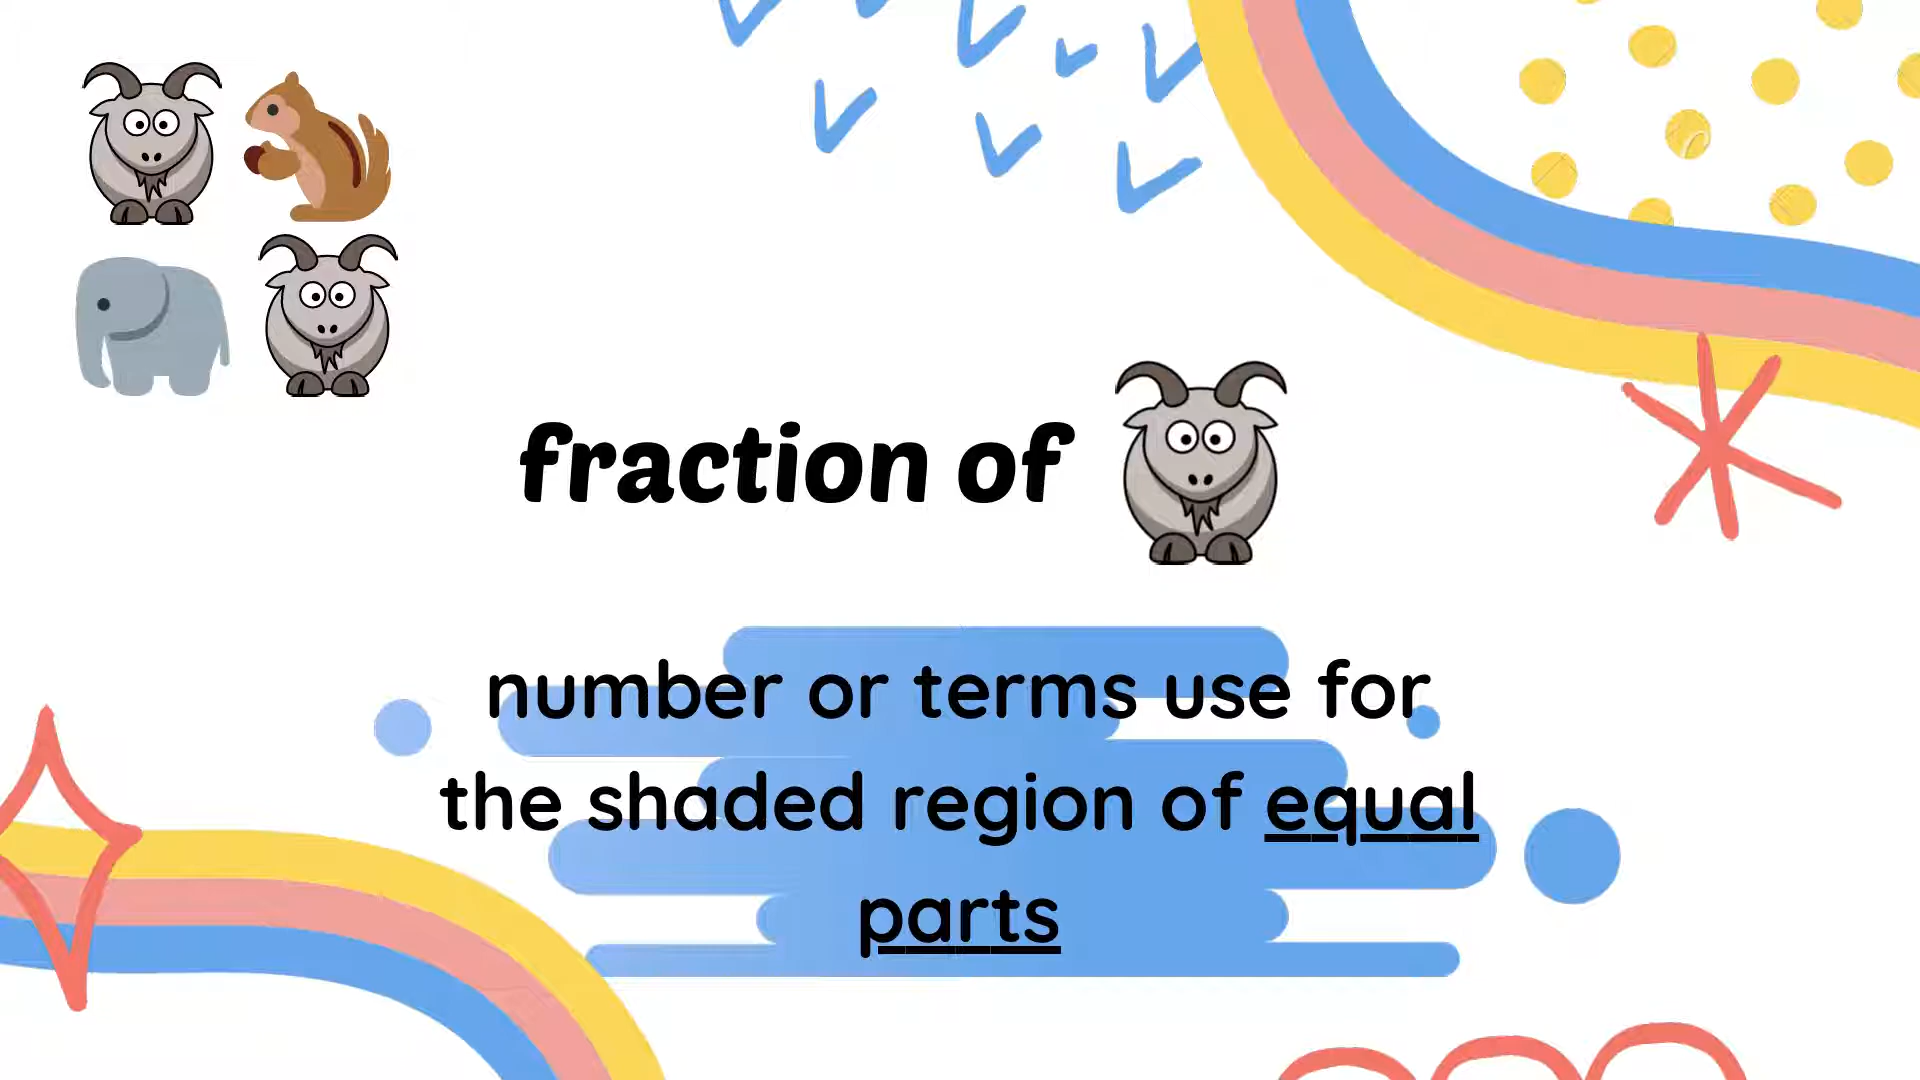 fraction of
number or terms use for
the shaded region of equal
parts